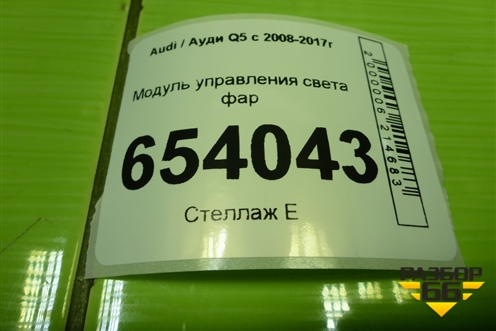 Audi / Ауди Q5 с 2008-2017г
Модуль управления света
фар
654043
Стеллаж Е
2000006214683
РАЗБОР
66